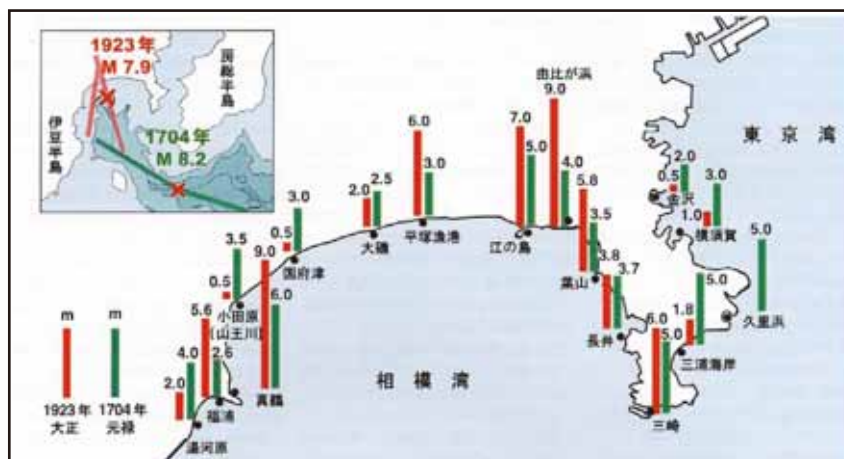 1923年
M 7.9
房総半島
伊豆半島
1704年
M 8.2
由比が浜
東京湾
9.0
7.0
6.0
5.0
4.0
3.0
2.0
2.5
平塚漁港
大磯
江の島
5.8
3.5
葉山
3.8
3.7
長井
0.5
2.0
金沢
1.0
3.0
横須賀
5.0
久里浜
1.8
5.0
三浦海岸
6.0
5.0
三崎
3.0
0.5
国府津
3.5
0.5
小田原
(山王川)
9.0
6.0
真鶴
5.6
2.6
福浦
4.0
2.0
湯河原
相模湾
m
m
1923年
大正
1704年
元禄